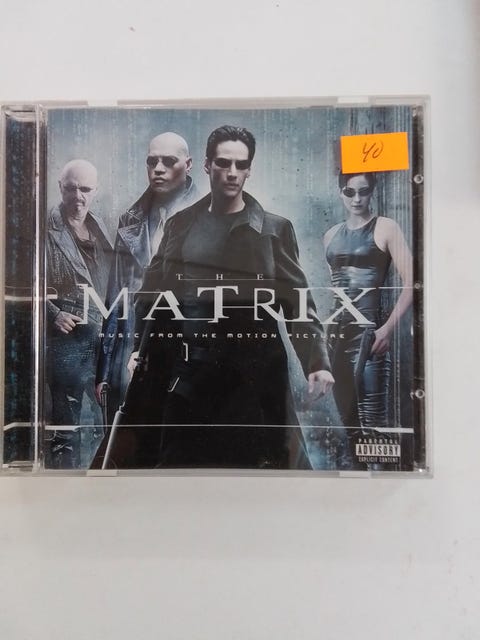 40
THE
MATRIX
MUSIC FROM THE MOTION PICTURE
PARENTAL
ADVISORY
EXPLICIT CONTENT